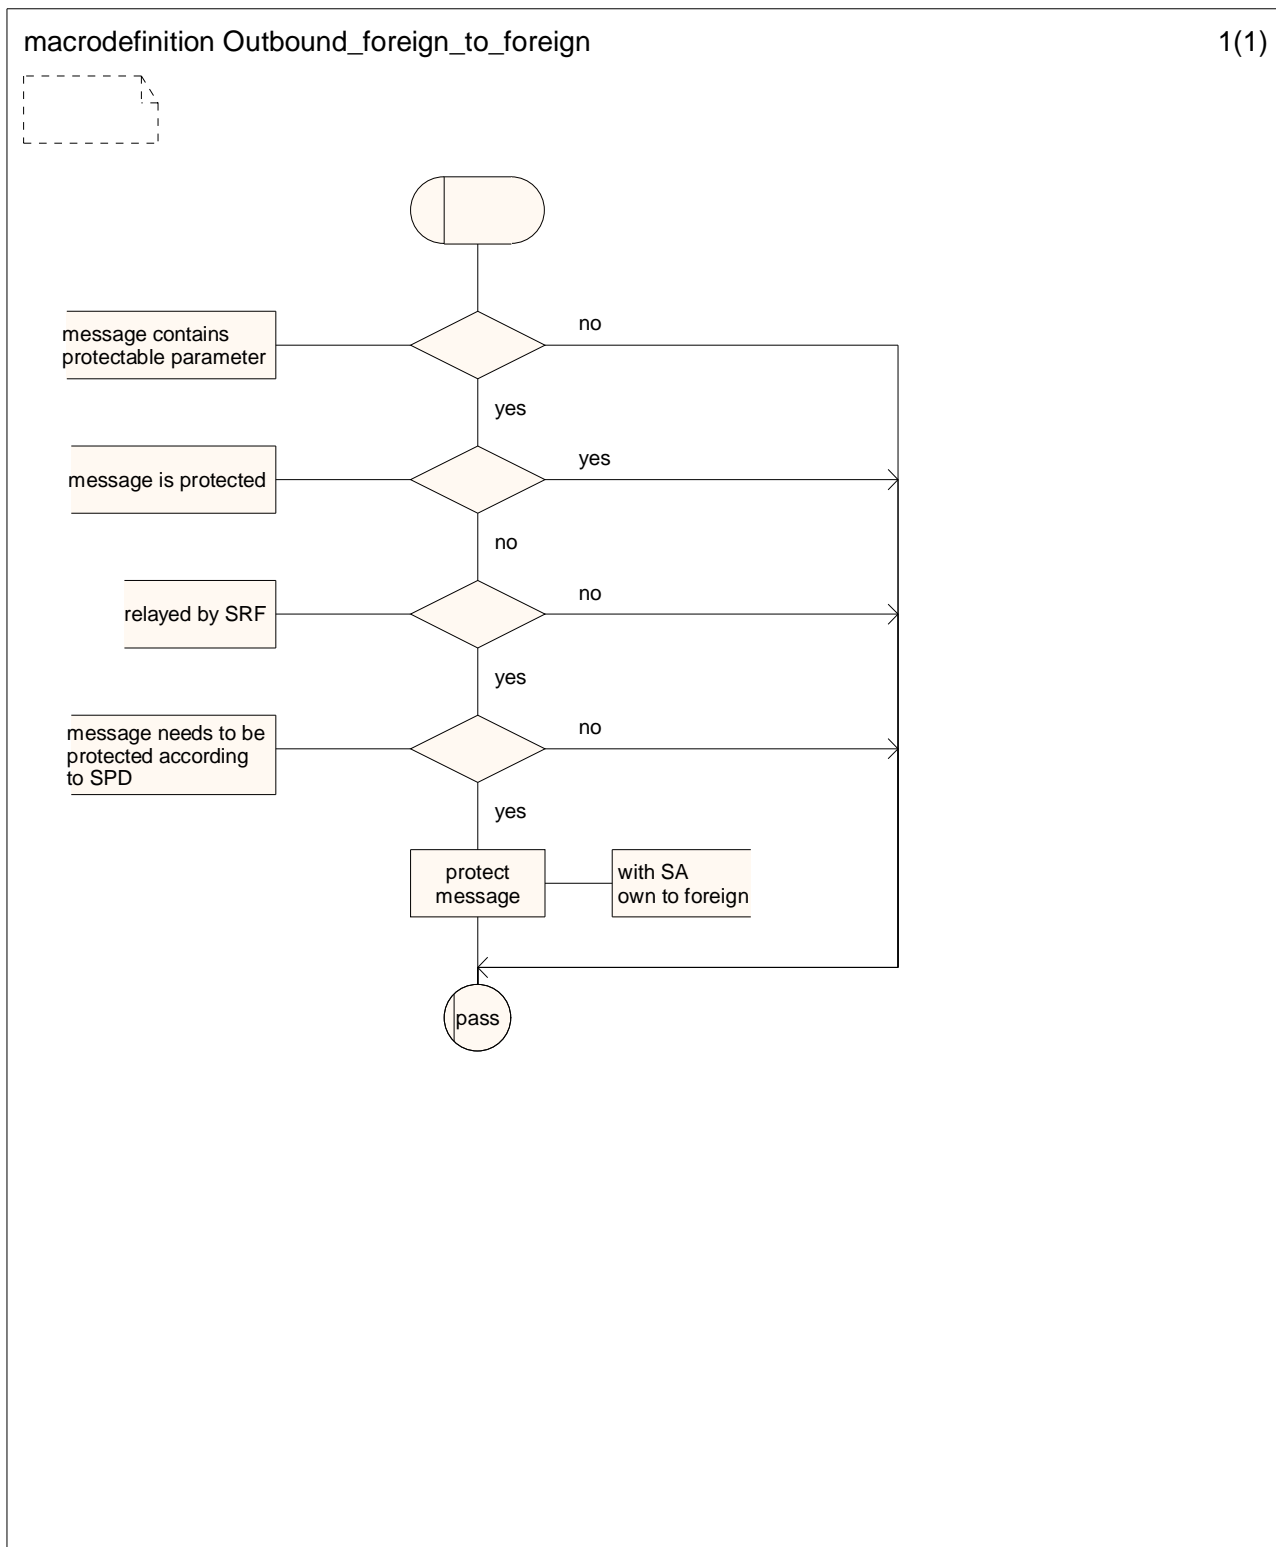 macrodefinition Outbound_foreign_to_foreign
1(1)
message contains
protectable parameter
no
yes
message is protected
yes
no
relayed by SRF
no
yes
message needs to be
protected according
to SPD
no
yes
protect
message
with SA
own to foreign
pass